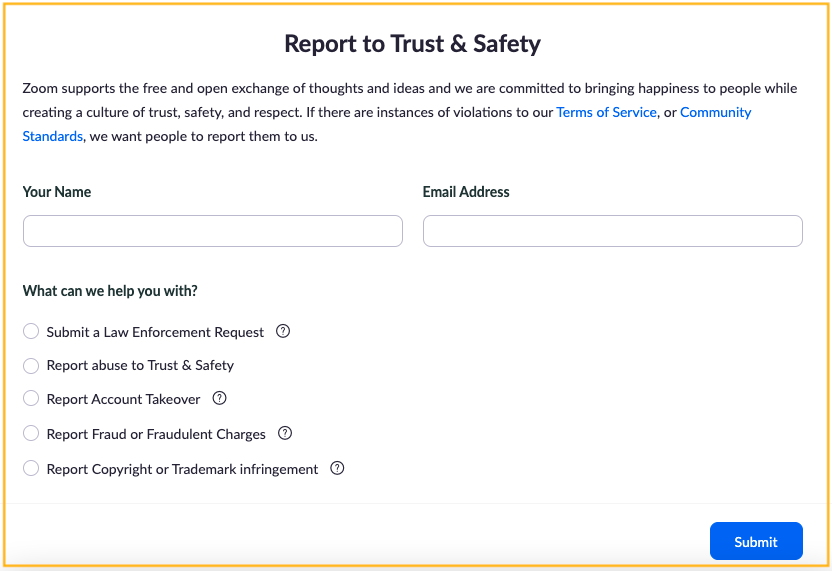 Report to Trust & Safety
Zoom supports the free and open exchange of thoughts and ideas and we are committed to bringing happiness to people while
creating a culture of trust, safety, and respect. If there are instances of violations to our Terms of Service, or Community
Standards, we want people to report them to us.
Your Name
Email Address
What can we help you with?
Submit a Law Enforcement Request ?
Report abuse to Trust & Safety
Report Account Takeover ?
Report Fraud or Fraudulent Charges ?
Report Copyright or Trademark infringement ?
Submit